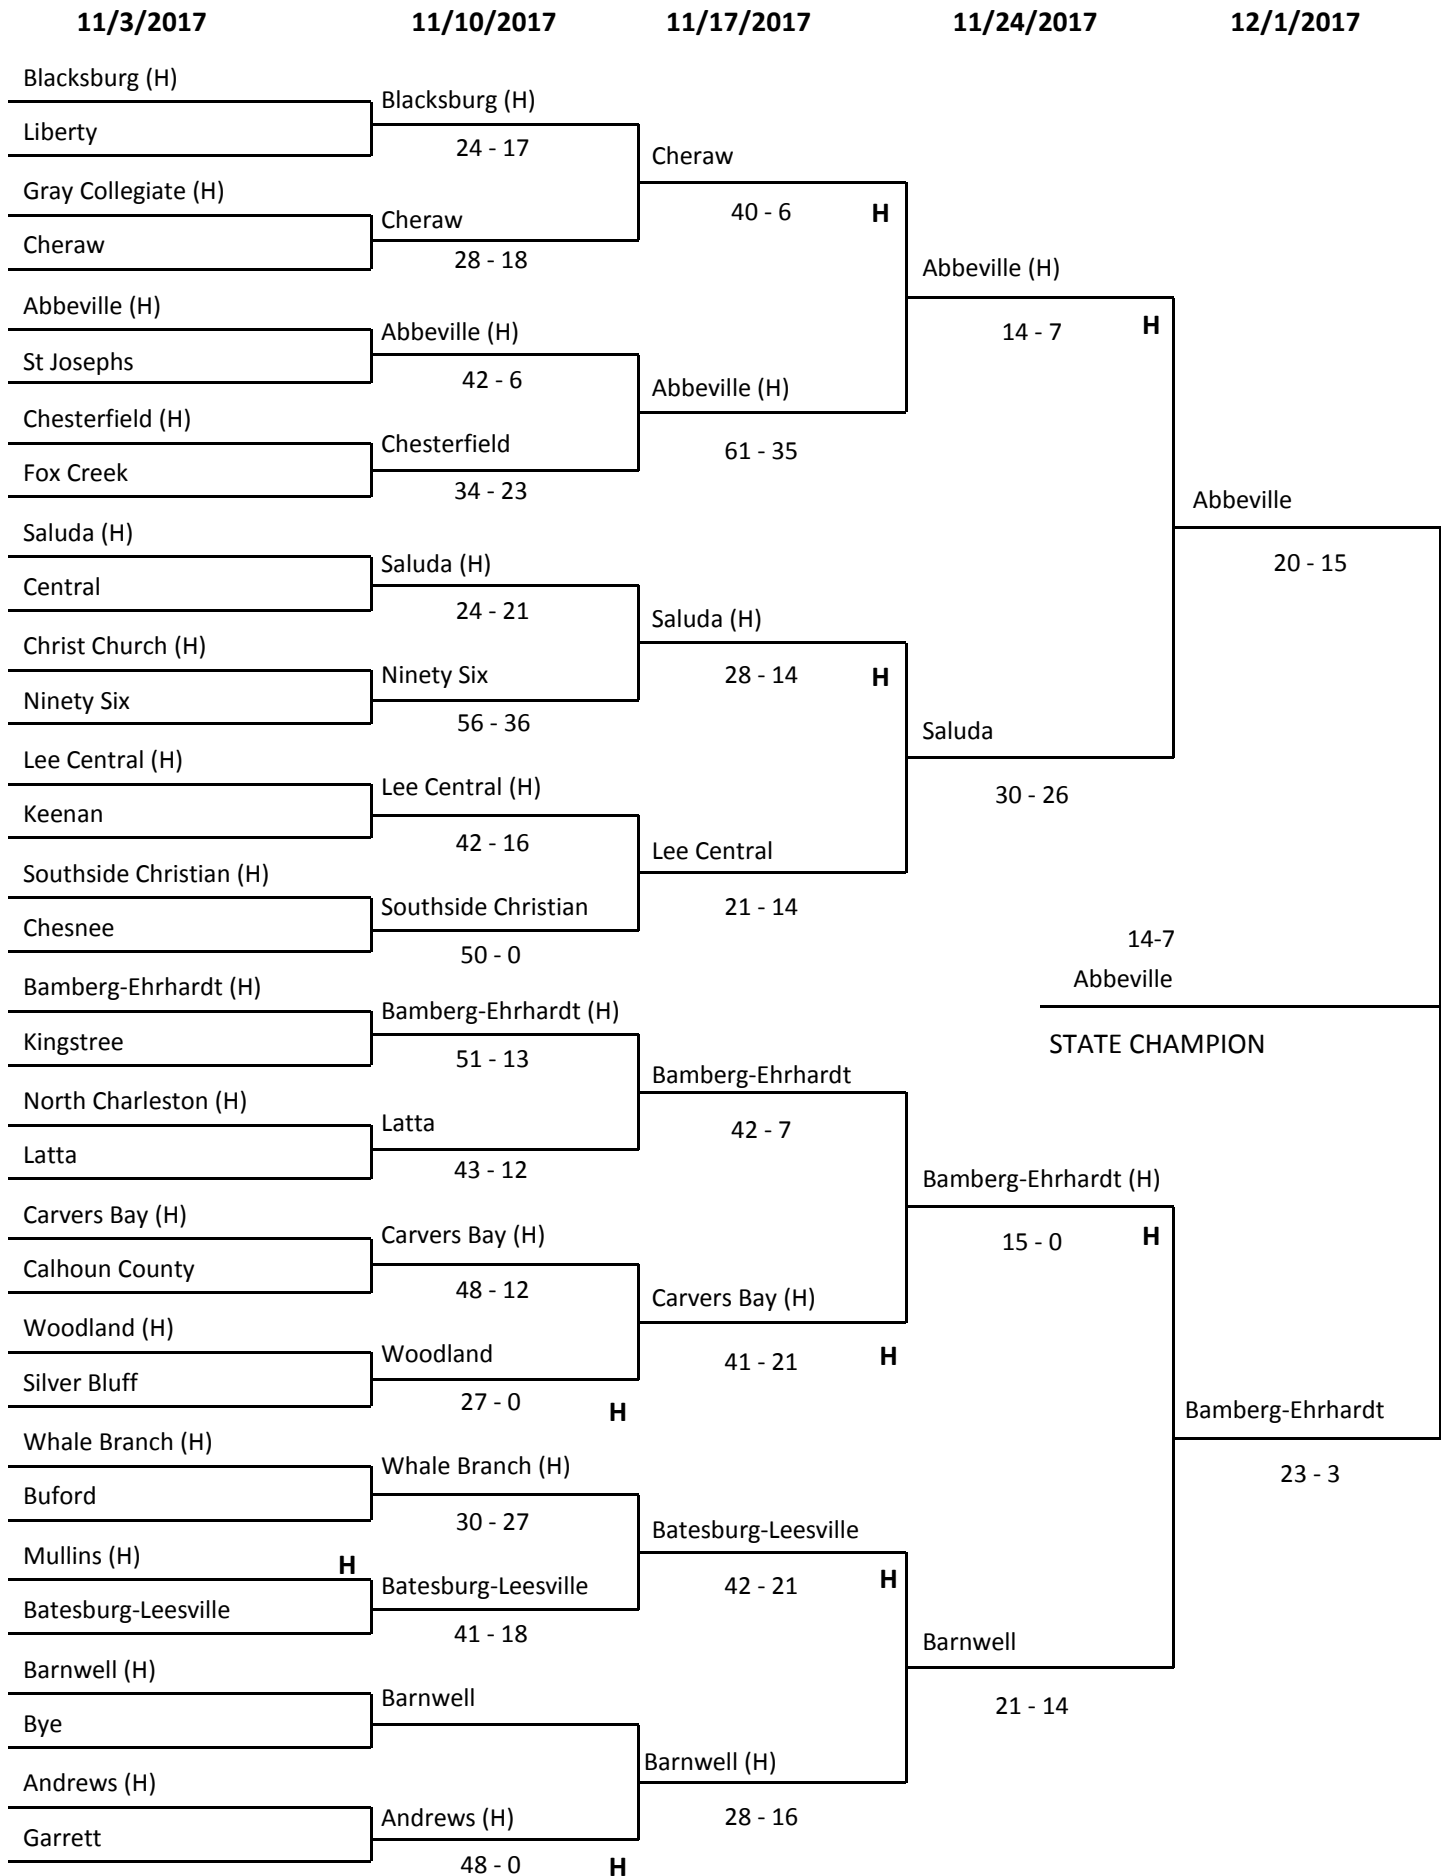 11/3/2017 11/10/2017 11/17/2017 11/24/2017 12/1/2017
Blacksburg (H)
Liberty
Gray Collegiate (H)
Cheraw
Abbeville (H)
St Josephs
Chesterfield (H)
Fox Creek
Saluda (H)
Central
Christ Church (H)
Ninety Six
Lee Central (H)
Keenan
Southside Christian (H)
Chesnee
Bamberg-Ehrhardt (H)
Kingstree
North Charleston (H)
Latta
Carvers Bay (H)
Calhoun County
Woodland (H)
Silver Bluff
Whale Branch (H)
Buford
Mullins (H) H
Batesburg-Leesville
Barnwell (H)
Bye
Andrews (H)
Garrett
Blacksburg (H)
24 - 17
Cheraw
28 - 18
Abbeville (H)
42 - 6
Chesterfield
34 - 23
Saluda (H)
24 - 21
Ninety Six
56 - 36
Lee Central (H)
42 - 16
Southside Christian
50 - 0
Bamberg-Ehrhardt (H)
51 - 13
Latta
43 - 12
Carvers Bay (H)
48 - 12
Woodland
27 - 0 H
Whale Branch (H)
30 - 27
Batesburg-Leesville
41 - 18
Barnwell
Andrews (H)
48 - 0 H
Cheraw
40 - 6 H
Abbeville (H)
61 - 35
Saluda (H)
28 - 14 H
Lee Central
21 - 14
Bamberg-Ehrhardt
42 - 7
Carvers Bay (H)
41 - 21 H
Batesburg-Leesville
42 - 21 H
Barnwell (H)
28 - 16
Abbeville (H)
14 - 7 H
Saluda
30 - 26
Bamberg-Ehrhardt (H)
15 - 0 H
Barnwell
21 - 14
Abbeville
20 - 15
Bamberg-Ehrhardt
23 - 3
14-7
Abbeville
STATE CHAMPION